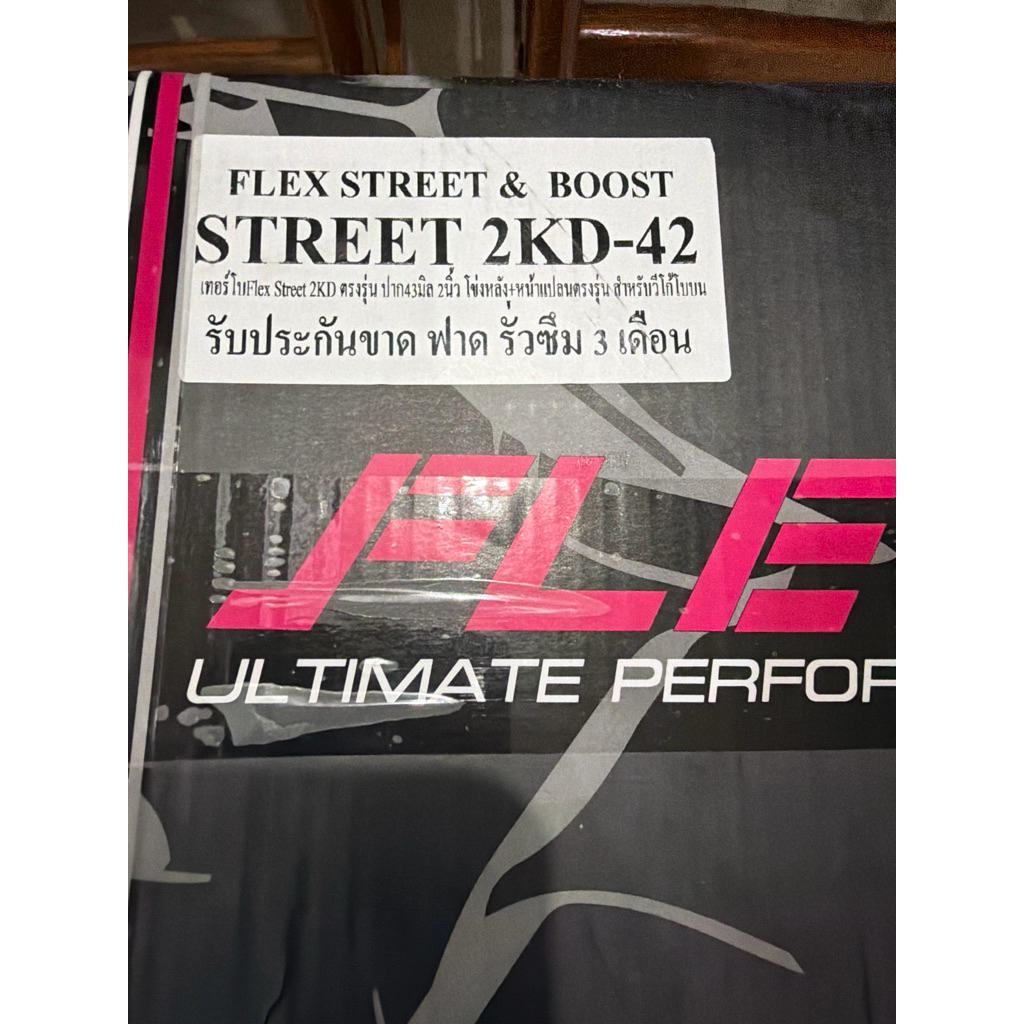 FLEX STREET & BOOST
STREET 2KD-42
เทอร์โบFlex Street 2KD ตรงรุ่น ปาก43มิล 2นิ้ว โข่งหลัง+หน้าแปลนตรงรุ่น สำหรับวีโก้โบบน
รับประกันขาด ฟาด รั่วซึม 3 เดือน
FLE
ULTIMATE PERFOR